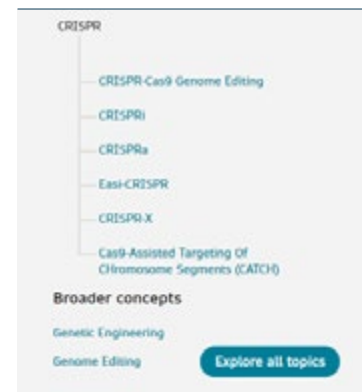 CRISPR
CRISPR-Cas9 Genome Editing
CRISPRi
CRISPRa
Easi-CRISPR
CRISPR-X
Cas9-Assisted Targeting Of
CHromosome Segments (CATCH)
Broader concepts
Genetic Engineering
Genome Editing
Explore all topics